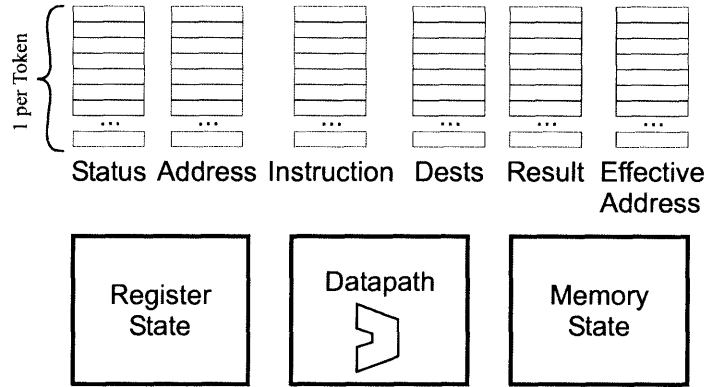 1 per Token
... ... ... ... ... ...
Status Address Instruction Dests Result Effective
Address
Register
State
Datapath
Memory
State